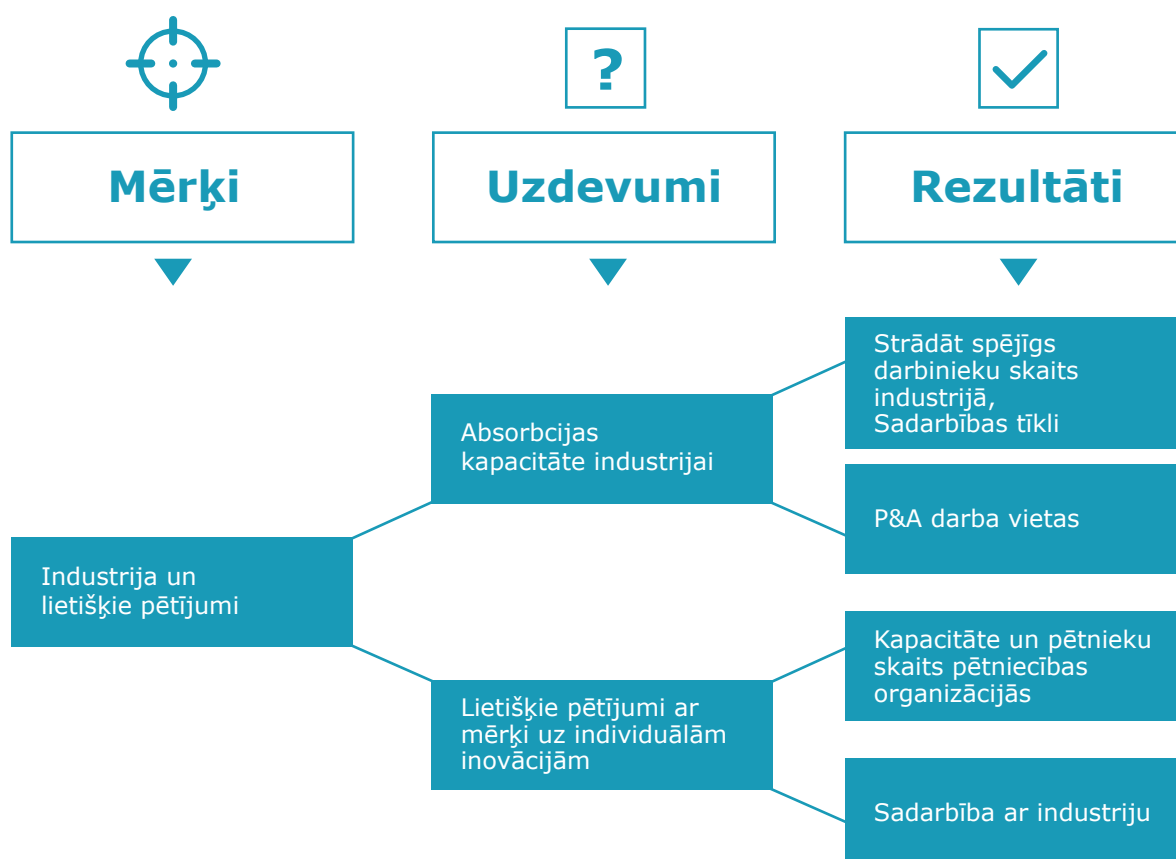 ?
Mērķi
Uzdevumi
Rezultāti
Industrija un
lietišķie pētījumi
Absorbcijas
kapacitāte industrijai
Lietišķie pētījumi ar
mērķi uz individuālām
inovācijām
Strādāt spējīgs
darbinieku skaits
industrijā,
Sadarbības tīkli
P&A darba vietas
Kapacitāte un pētnieku
skaits pētniecības
organizācijās
Sadarbība ar industriju